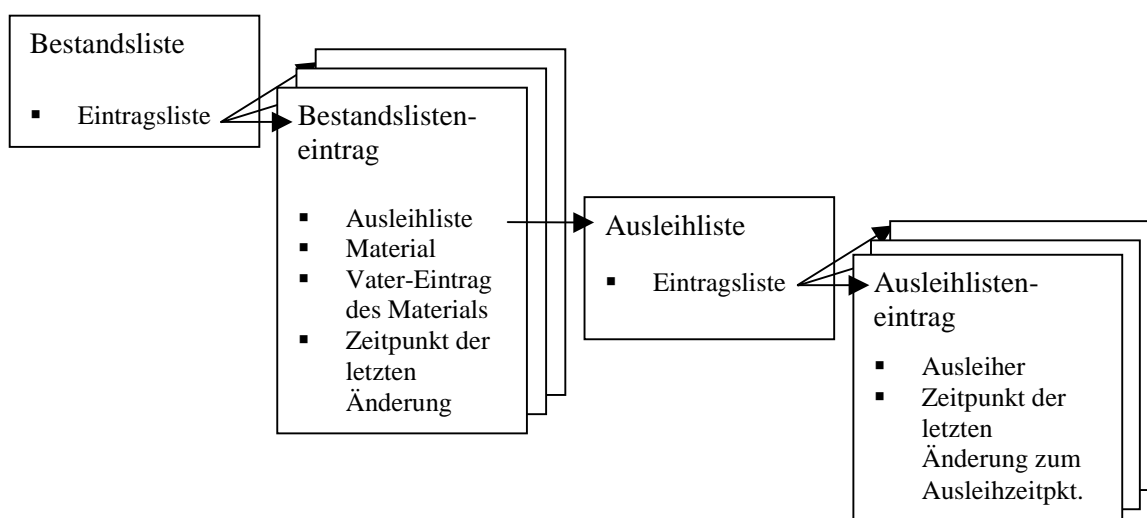 Bestandsliste
▪ Eintragsliste
Bestandslisten-
eintrag
▪ Ausleihliste
▪ Material
▪ Vater-Eintrag
des Materials
▪ Zeitpunkt der
letzten
Änderung
Ausleihliste
▪ Eintragsliste
Ausleihlisten-
eintrag
▪ Ausleiher
▪ Zeitpunkt der
letzten
Änderung zum
Ausleihzeitpkt.